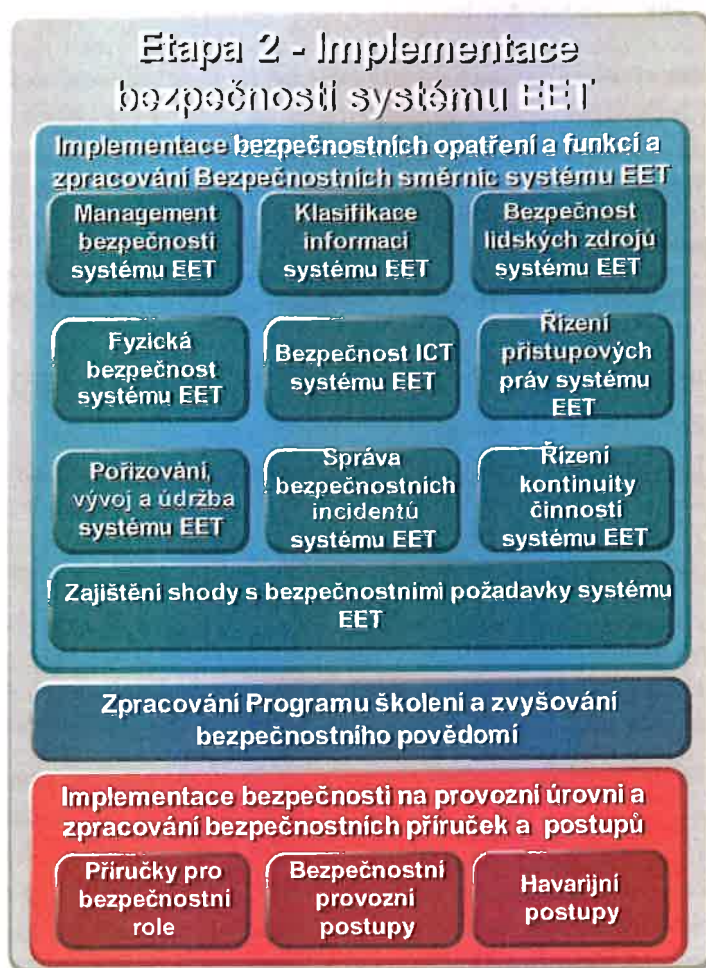 Etapa 2 - Implementace
bezpečnosti systému EET
Implementace bezpečnostních opatření a funkcí a
zpracování Bezpečnostních směrnic systému EET
Management
bezpečnosti
systému EET
Klasifikace
informací
systému EET
Bezpečnost
lidských zdrojů
systému EET
Fyzická
bezpečnost
systému EET
Bezpečnost ICT
systému EET
Řízení
přístupových
práv systému
EET
Pořizování,
vývoj a údržba
systému EET
Správa
bezpečnostních
incidentů
systému EET
Řízení
kontinuity
činností
systému EET
Zajištění shody s bezpečnostními požadavky systému
EET
Zpracování Programu školení a zvyšování
bezpečnostního povědomí
Implementace bezpečnosti na provozní úrovni a
zpracování bezpečnostních příruček a postupů
Příručky pro
bezpečnostní
role
Bezpečnostní
provozní
postupy
Havarijní
postupy